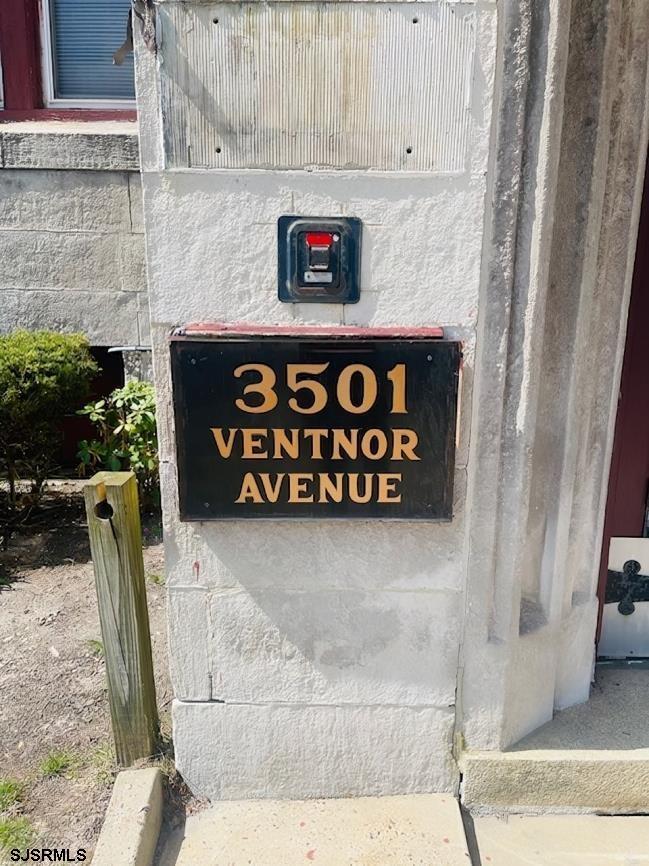 3501
VENTNOR
AVENUE
SJSRMLS